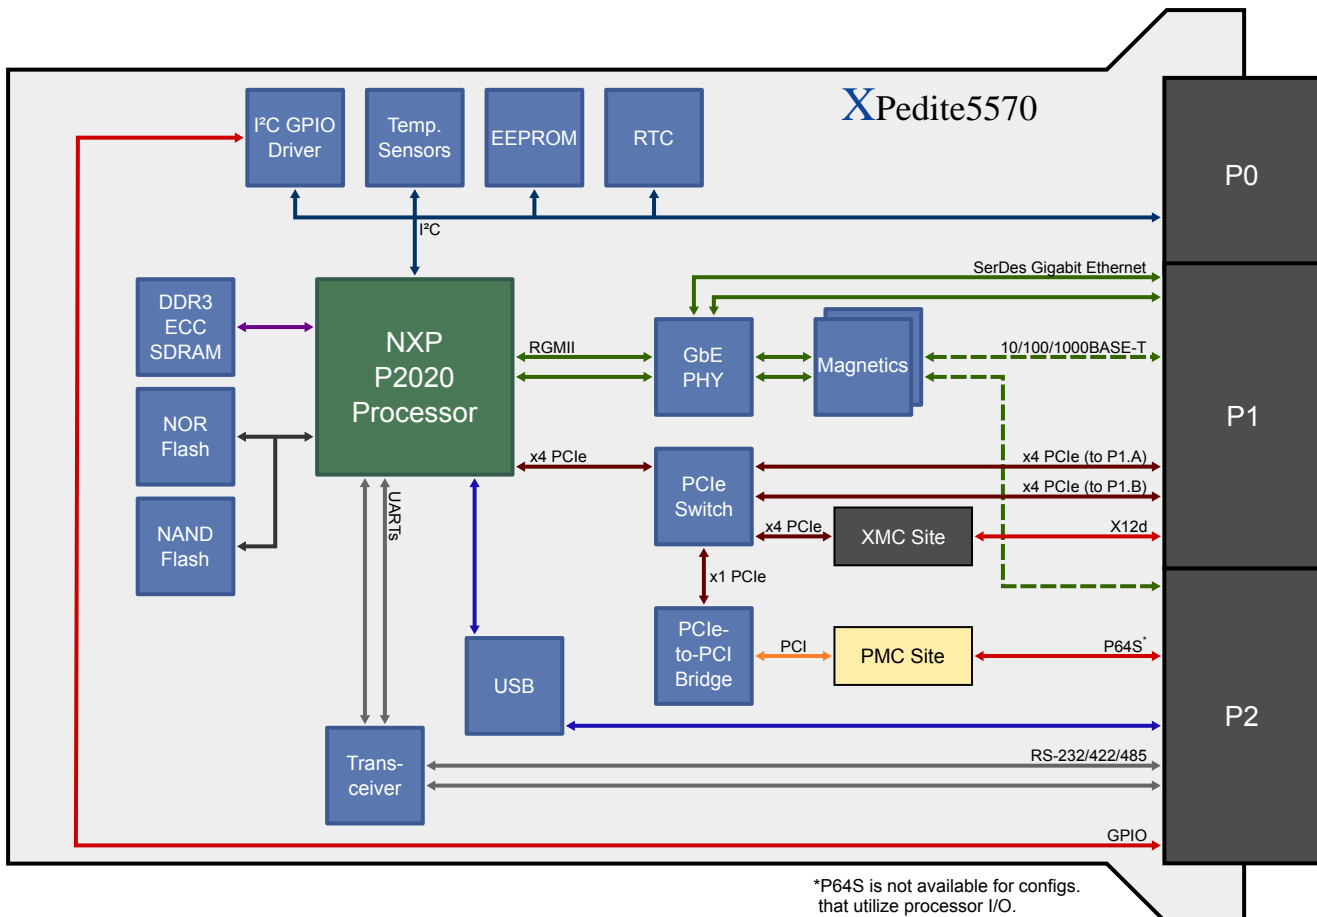 XPedite5570
I²C GPIO
Driver
Temp.
Sensors
EEPROM
RTC
P0
I²C
SerDes Gigabit Ethernet
DDR3
ECC
SDRAM
NXP
P2020
Processor
RGMII
GbE
PHY
Magnetics
10/100/1000BASE-T
P1
NOR
Flash
x4 PCIe
PCIe
Switch
x4 PCIe (to P1.A)
x4 PCIe (to P1.B)
NAND
Flash
UARTs
x4 PCIe
XMC Site
X12d
x1 PCIe
PCIe-
to-PCI
Bridge
PCI
PMC Site
P64S*
USB
P2
Trans-
ceiver
RS-232/422/485
GPIO
*P64S is not available for configs.
that utilize processor I/O.